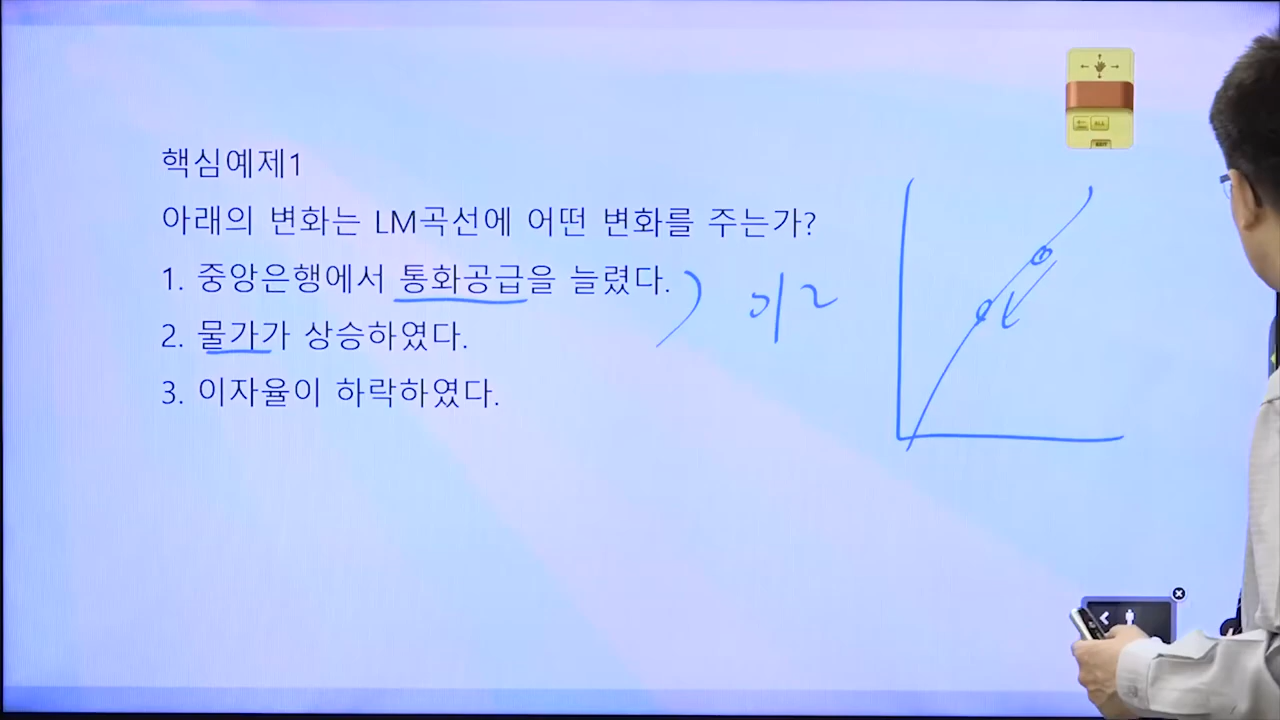 핵심예제1
아래의 변화는 LM곡선에 어떤 변화를 주는가?
1. 중앙은행에서 통화공급을 늘렸다.
2. 물가가 상승하였다.
3. 이자율이 하락하였다.
ALL
EXIT